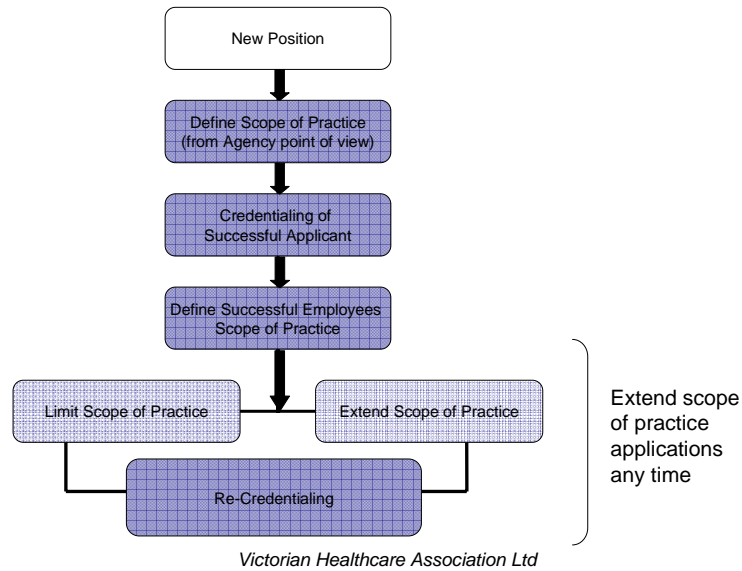 New Position
Define Scope of Practice
(from Agency point of view)
Credentialing of
Successful Applicant
Define Successful Employees
Scope of Practice
Limit Scope of Practice
Extend Scope of Practice
Re-Credentialing
Extend scope
of practice
applications
any time
Victorian Healthcare Association Ltd